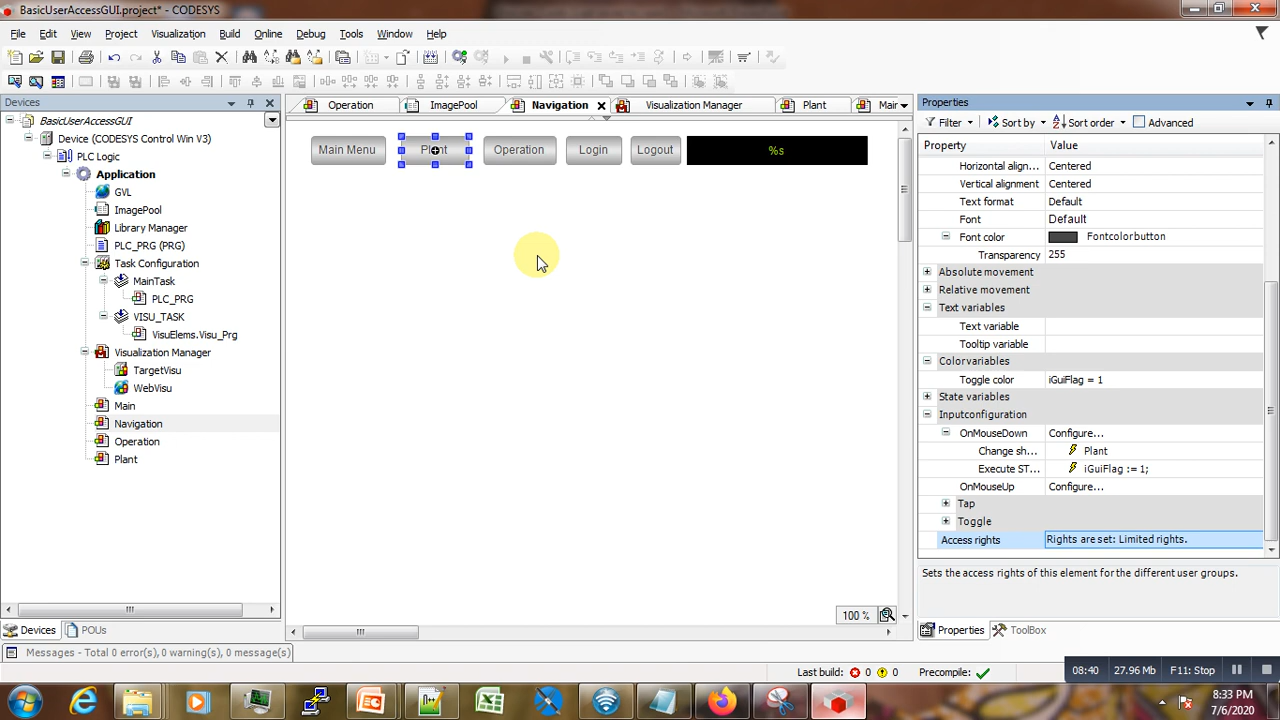 BasicUserAccessGUI.project* - CODESYS
File Edit View Project Visualization Build Online Debug Tools Window Help
Devices
BasicUserAccessGUI
Device (CODESYS Control Win V3)
PLC Logic
Application
GVL
ImagePool
Library Manager
PLC_PRG (PRG)
Task Configuration
MainTask
PLC_PRG
VISU_TASK
VisuElems.Visu_Prg
Visualization Manager
TargetVisu
WebVisu
Main
Navigation
Operation
Plant
Devices POUs
Operation ImagePool Navigation Visualization Manager Plant Mair
Main Menu Operation Login Logout %s
100 %
Properties
Filter Sort by Sort order Advanced
Property Value
Horizontal align... Centered
Vertical alignment Centered
Text format Default
Font Default
Font color Fontcolorbutton
Transparency 255
Absolute movement
Relative movement
Text variables
Text variable
Tooltip variable
Colorvariables
Toggle color iGuiFlag = 1
State variables
Inputconfiguration
OnMouseDown Configure...
Change sh... Plant
Execute ST... iGuiFlag := 1;
OnMouseUp Configure...
Tap
Toggle
Access rights Rights are set: Limited rights.
Sets the access rights of this element for the different user groups.
Properties ToolBox
Messages - Total 0 error(s), 0 warning(s), 0 message(s)
Last build: 0 0 Precompile:
08:40 27.96 Mb F11: Stop
8:33 PM
7/6/2020